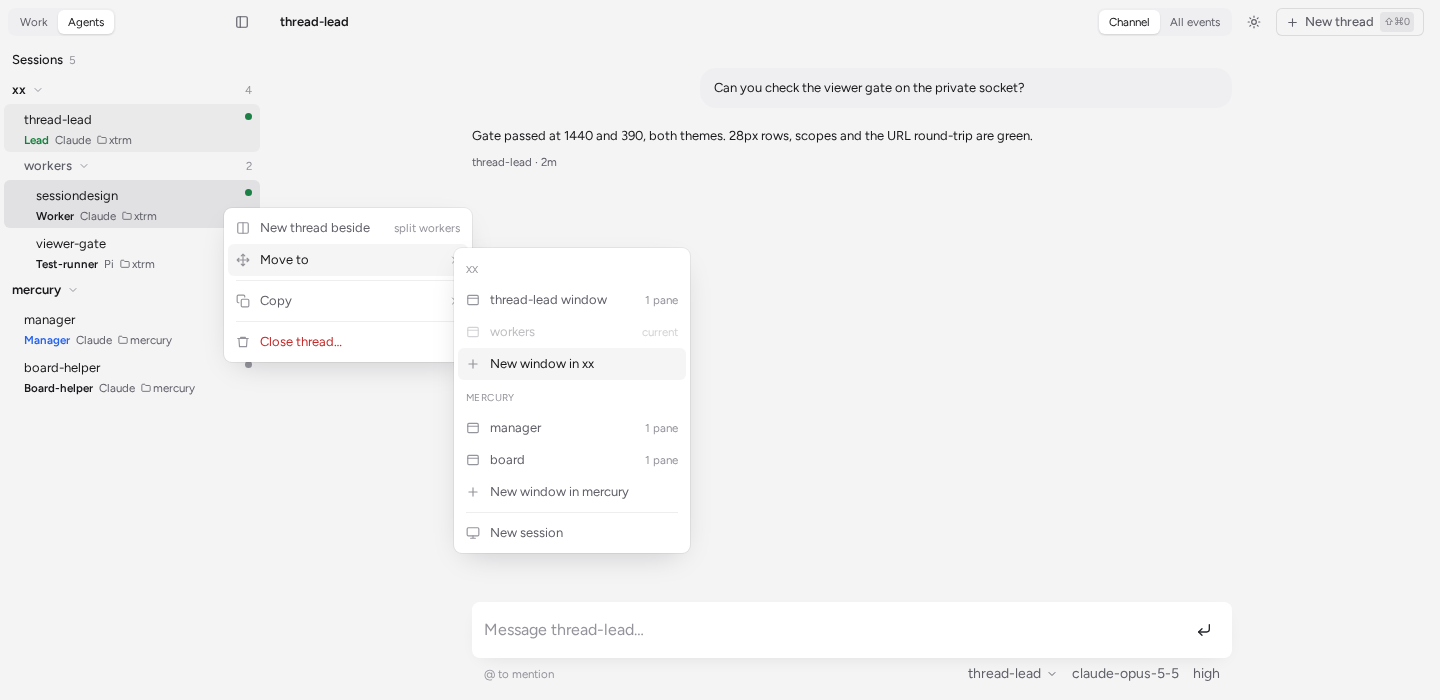 Work
Agents
thread-lead
Channel
All events
New thread ⇧⌘0
Sessions 5
xx 4
thread-lead
Lead Claude xtrm
workers 2
sessiondesign
Worker Claude xtrm
viewer-gate
Test-runner Pi xtrm
mercury
manager
Manager Claude mercury
board-helper
Board-helper Claude mercury
Can you check the viewer gate on the private socket?
Gate passed at 1440 and 390, both themes. 28px rows, scopes and the URL round-trip are green.
thread-lead · 2m
New thread beside split workers
Move to
Copy
Close thread...
XX
thread-lead window 1 pane
workers current
New window in xx
MERCURY
manager 1 pane
board 1 pane
New window in mercury
New session
Message thread-lead...
@ to mention
thread-lead claude-opus-5-5 high